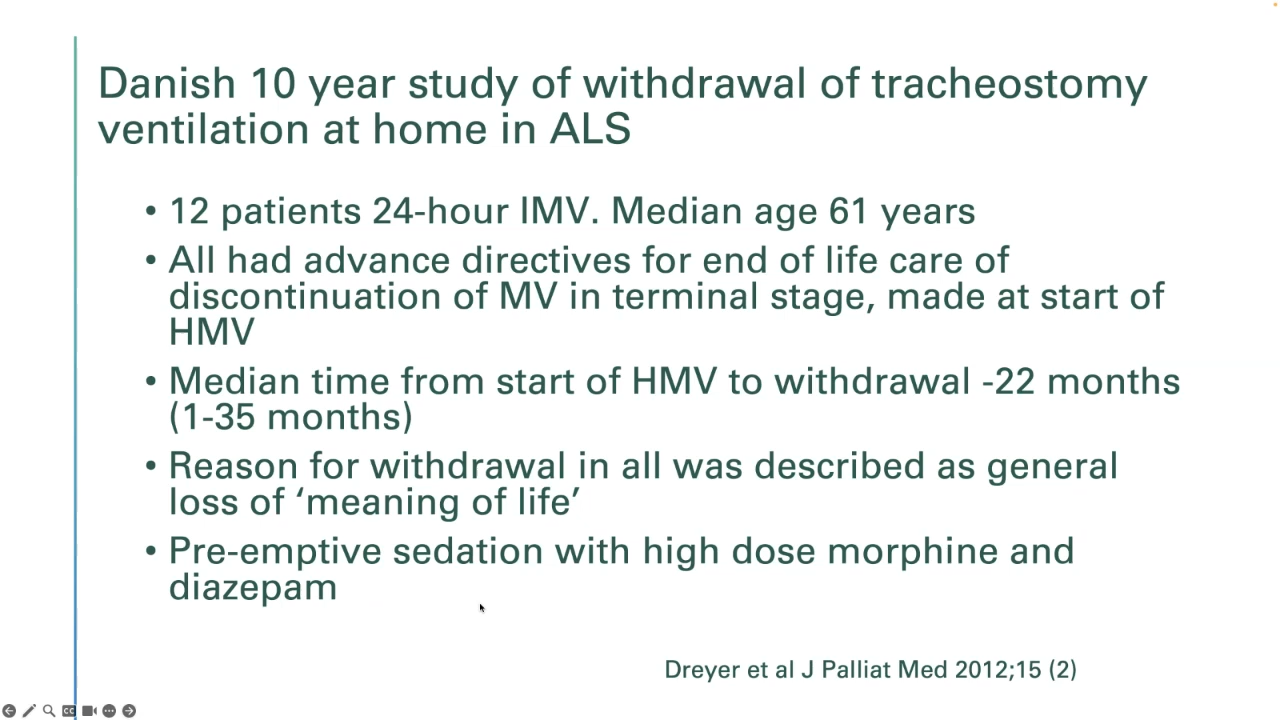 Danish 10 year study of withdrawal of tracheostomy
ventilation at home in ALS
• 12 patients 24-hour IMV. Median age 61 years
• All had advance directives for end of life care of
discontinuation of MV in terminal stage, made at start of
HMV
• Median time from start of HMV to withdrawal -22 months
(1-35 months)
• Reason for withdrawal in all was described as general
loss of ‘meaning of life’
• Pre-emptive sedation with high dose morphine and
diazepam
Dreyer et al J Palliat Med 2012;15 (2)
CC